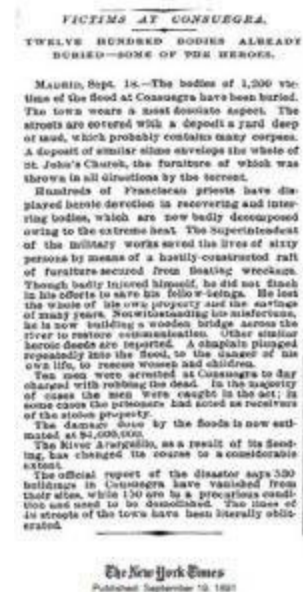 VICTIMS AT CONSUEGRA.
TWELVE HUNDRED BODIES ALREADY
BURIED—SOME OF THE HEROES.
MADRID, Sept. 18.—The bodies of 1,200 vic-
tims of the flood at Consuegra have been buried.
The town wears a most desolate aspect. The
streets are covered with a deposit a yard deep
of mud, which probably contains many corpses.
A deposit of similar slime envelops the whole of
St. John's Church, the furniture of which was
thrown in all directions by the torrent.
Hundreds of Franciscan priests have dis-
played heroic devotion in recovering and inter-
ring bodies, which are now badly decomposed
owing to the extreme heat. The Superintendent
of the military works saved the lives of sixty
persons by means of a hastily-constructed raft
of furniture secured from floating wreckage.
Though badly injured himself, he did not flinch
in his efforts to save his fellow-beings. He lost
the whole of his own property and the savings
of many years. Notwithstanding his misfortune,
he is now building a wooden bridge across the
river to restore communication. Other similar
heroic deeds are reported. A chaplain plunged
repeatedly into the flood, to the danger of his
own life, to rescue women and children.
Ten men were arrested at Consuegra to-day
charged with robbing the dead. In the majority
of cases the men were caught in the act; in
some cases the prisoners had acted as receivers
of the stolen property.
The damage done by the floods is now esti-
mated at $4,000,000.
The River Amarguillo, as a result of its flood-
ing, has changed its course to a considerable
extent.
The official report of the disaster says 530
buildings in Consuegra have vanished from
their sites, while 150 are in a precarious condi-
tion and need to be demolished. The lines of
streets of the town have been literally oblit-
erated.
The New York Times
Published: September 19, 1891